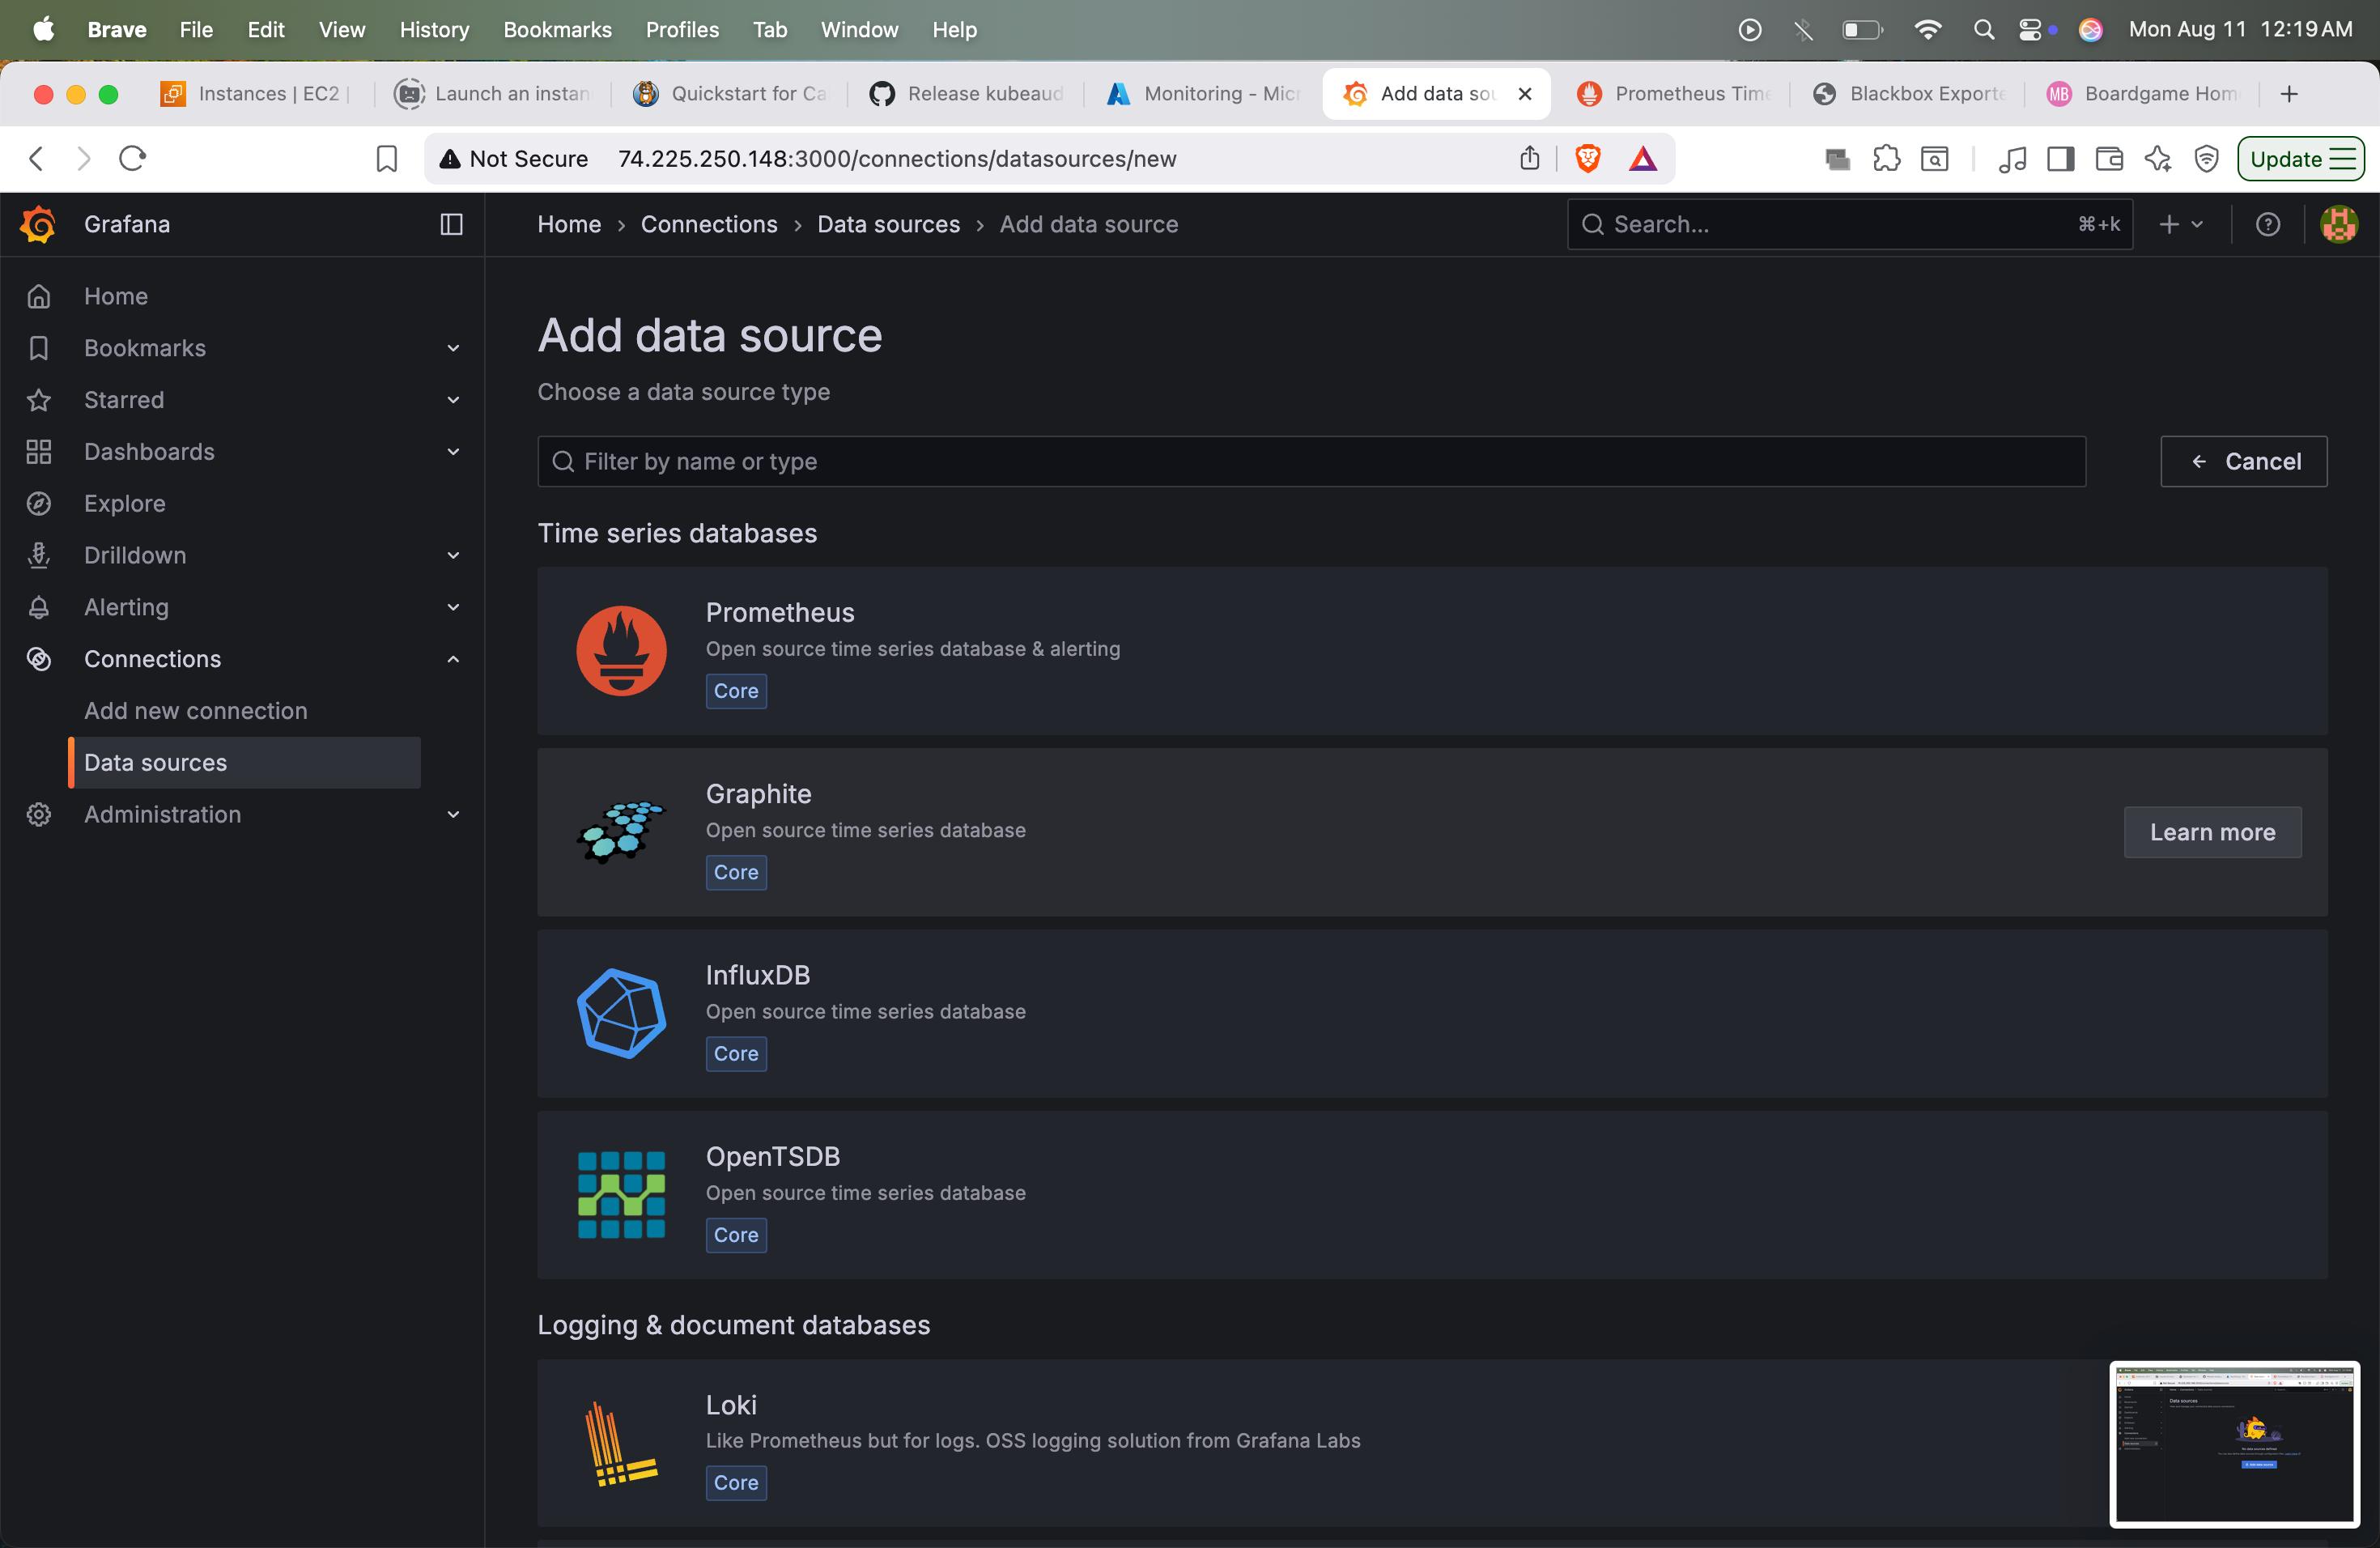 Brave File Edit View History Bookmarks Profiles Tab Window Help Mon Aug 11 12:19 AM
Instances | EC2 Launch an instan Quickstart for Ca Release kubeaud Monitoring - Micr Add data sou Prometheus Time Blackbox Exporte MB Boardgame Hom
Not Secure 74.225.250.148:3000/connections/datasources/new Update
Grafana
Home › Connections › Data sources › Add data source
Search... ⌘+k
Home
Bookmarks
Starred
Dashboards
Explore
Drilldown
Alerting
Connections
Add new connection
Data sources
Administration
Add data source
Choose a data source type
Filter by name or type
Cancel
Time series databases
Prometheus
Open source time series database & alerting
Core
Graphite
Open source time series database
Core
Learn more
InfluxDB
Open source time series database
Core
OpenTSDB
Open source time series database
Core
Logging & document databases
Loki
Like Prometheus but for logs. OSS logging solution from Grafana Labs
Core